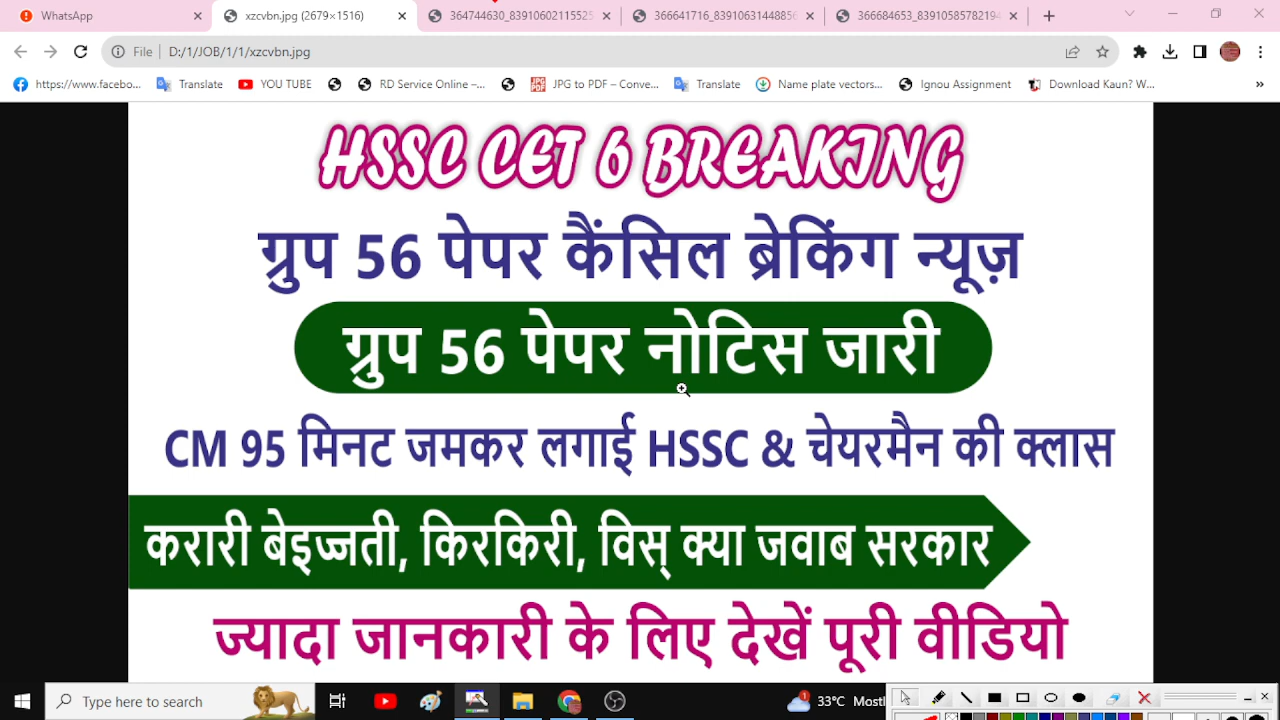 WhatsApp
xzcvbn.jpg (2679×1516)
File
D:/1/JOB/1/1/xzcvbn.jpg
https://www.facebo...
Translate
YOU TUBE
RD Service Online –...
JPG to PDF – Conve...
Translate
Name plate vectors...
Ignou Assignment
Download Kaun? W...
»
HSSC CET 6 BREAKING
ग्रुप 56 पेपर कैंसिल ब्रेकिंग न्यूज़
ग्रुप 56 पेपर नोटिस जारी
CM 95 मिनट जमकर लगाई HSSC & चेयरमैन की क्लास
करारी बेइज्जती, किरकिरी, विस् क्या जवाब सरकार
ज्यादा जानकारी के लिए देखें पूरी वीडियो
Type here to search
1
33°C Mostl